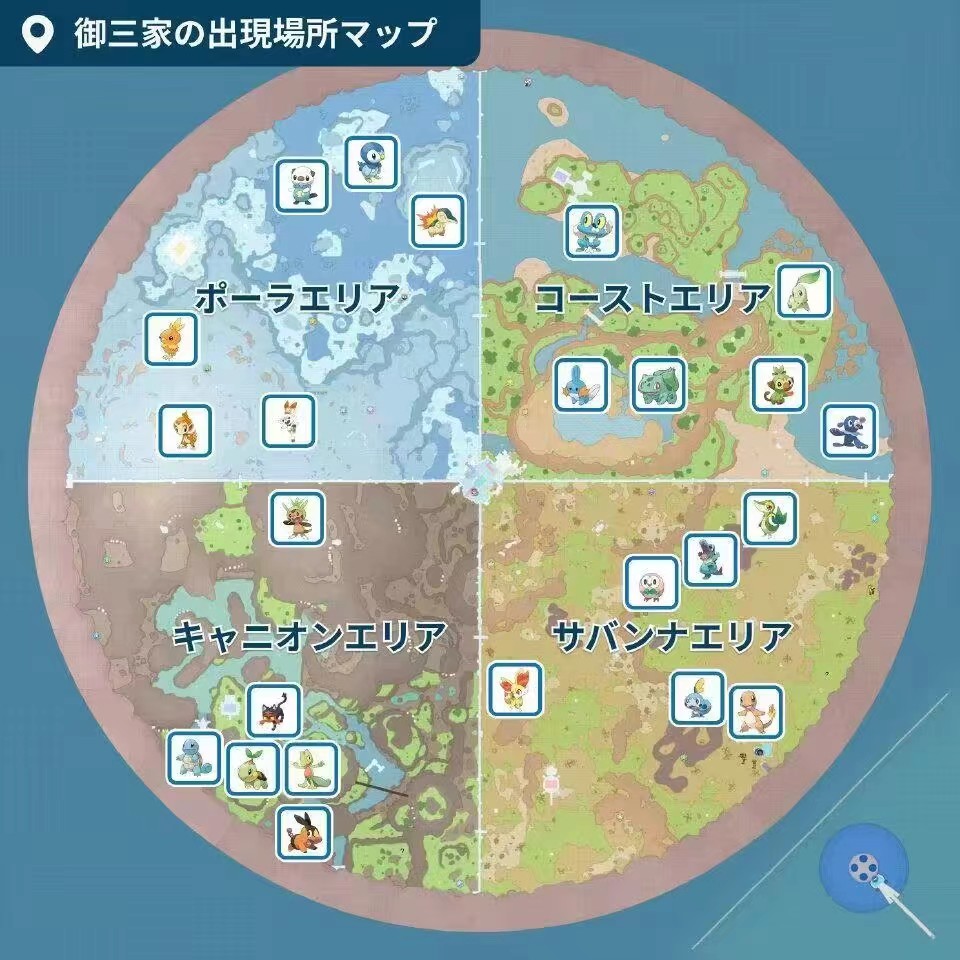 御三家の出現場所マップ
ポーラエリア
コーストエリア
キャニオンエリア
サバンナエリア